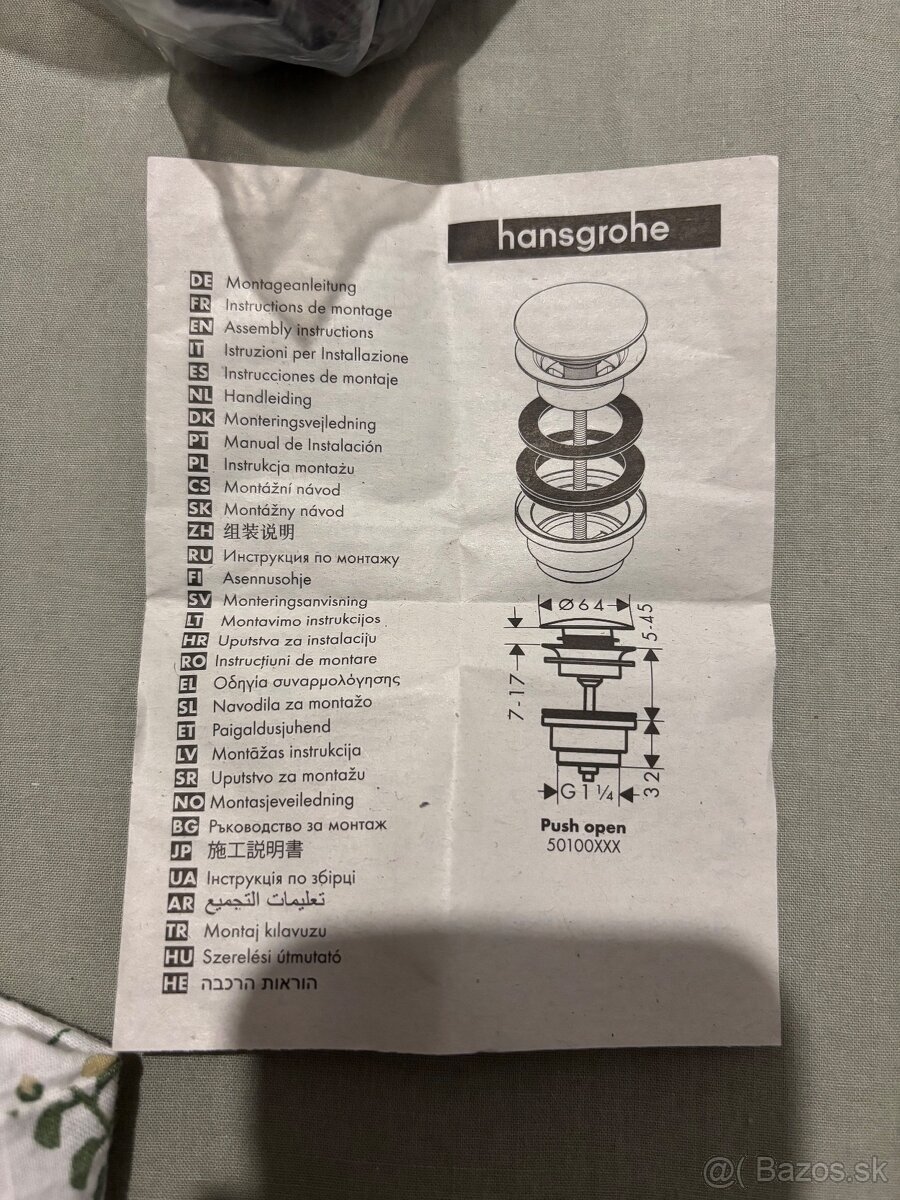 hansgrohe
DE Montageanleitung
FR Instructions de montage
EN Assembly instructions
IT Istruzioni per Installazione
ES Instrucciones de montaje
NL Handleiding
DK Monteringsvejledning
PT Manual de Instalación
PL Instrukcja montażu
CS Montážní návod
SK Montážny návod
ZH 组装说明
RU Инструкция по монтажу
FI Asennusohje
SV Monteringsanvisning
LT Montavimo instrukcijos
HR Uputstva za instalaciju
RO Instrucțiuni de montare
EL Οδηγία συναρμολόγησης
SL Navodila za montažo
ET Paigaldusjuhend
LV Montāžas instrukcija
SR Uputstvo za montažu
NO Montasjeveiledning
BG Ръководство за монтаж
JP 施工説明書
UA Інструкція по збірці
AR تعليمات التجميع
TR Montaj kılavuzu
HU Szerelési útmutató
HE הוראות הרכבה
Ø64
5-45
7-17
32
G 1 ¼
Push open
50100XXX
@( Bazos.sk